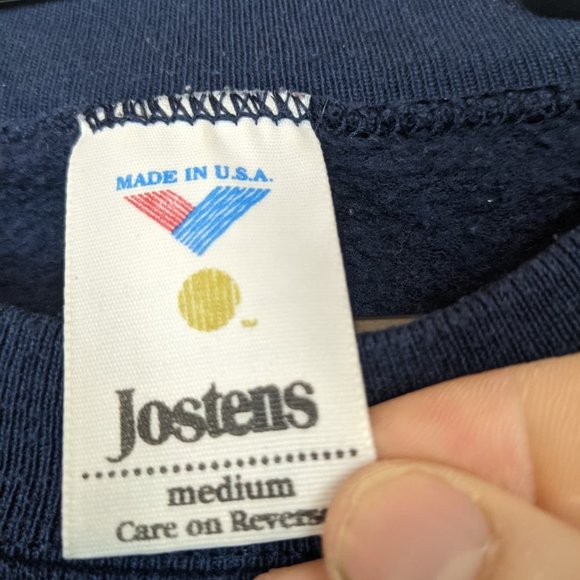 MADE IN U.S.A.
Jostens
medium
Care on Reverse